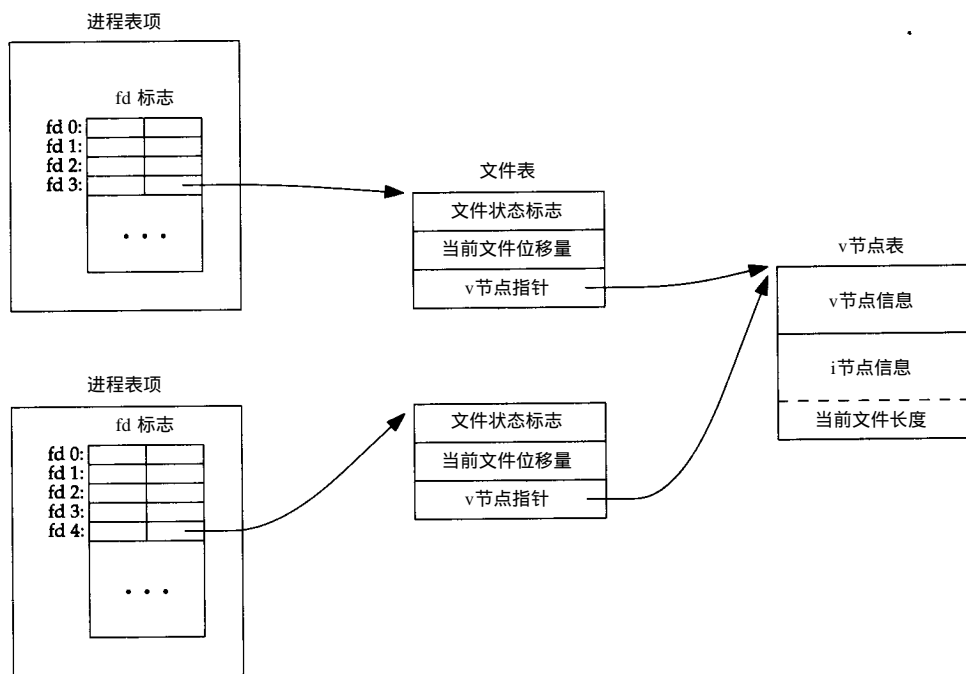 进程表项
fd 标志
fd 0:
fd 1:
fd 2:
fd 3:
• • •
文件表
文件状态标志
当前文件位移量
v节点指针
v节点表
v节点信息
i节点信息
当前文件长度
进程表项
fd 标志
fd 0:
fd 1:
fd 2:
fd 3:
fd 4:
• • •
文件状态标志
当前文件位移量
v节点指针